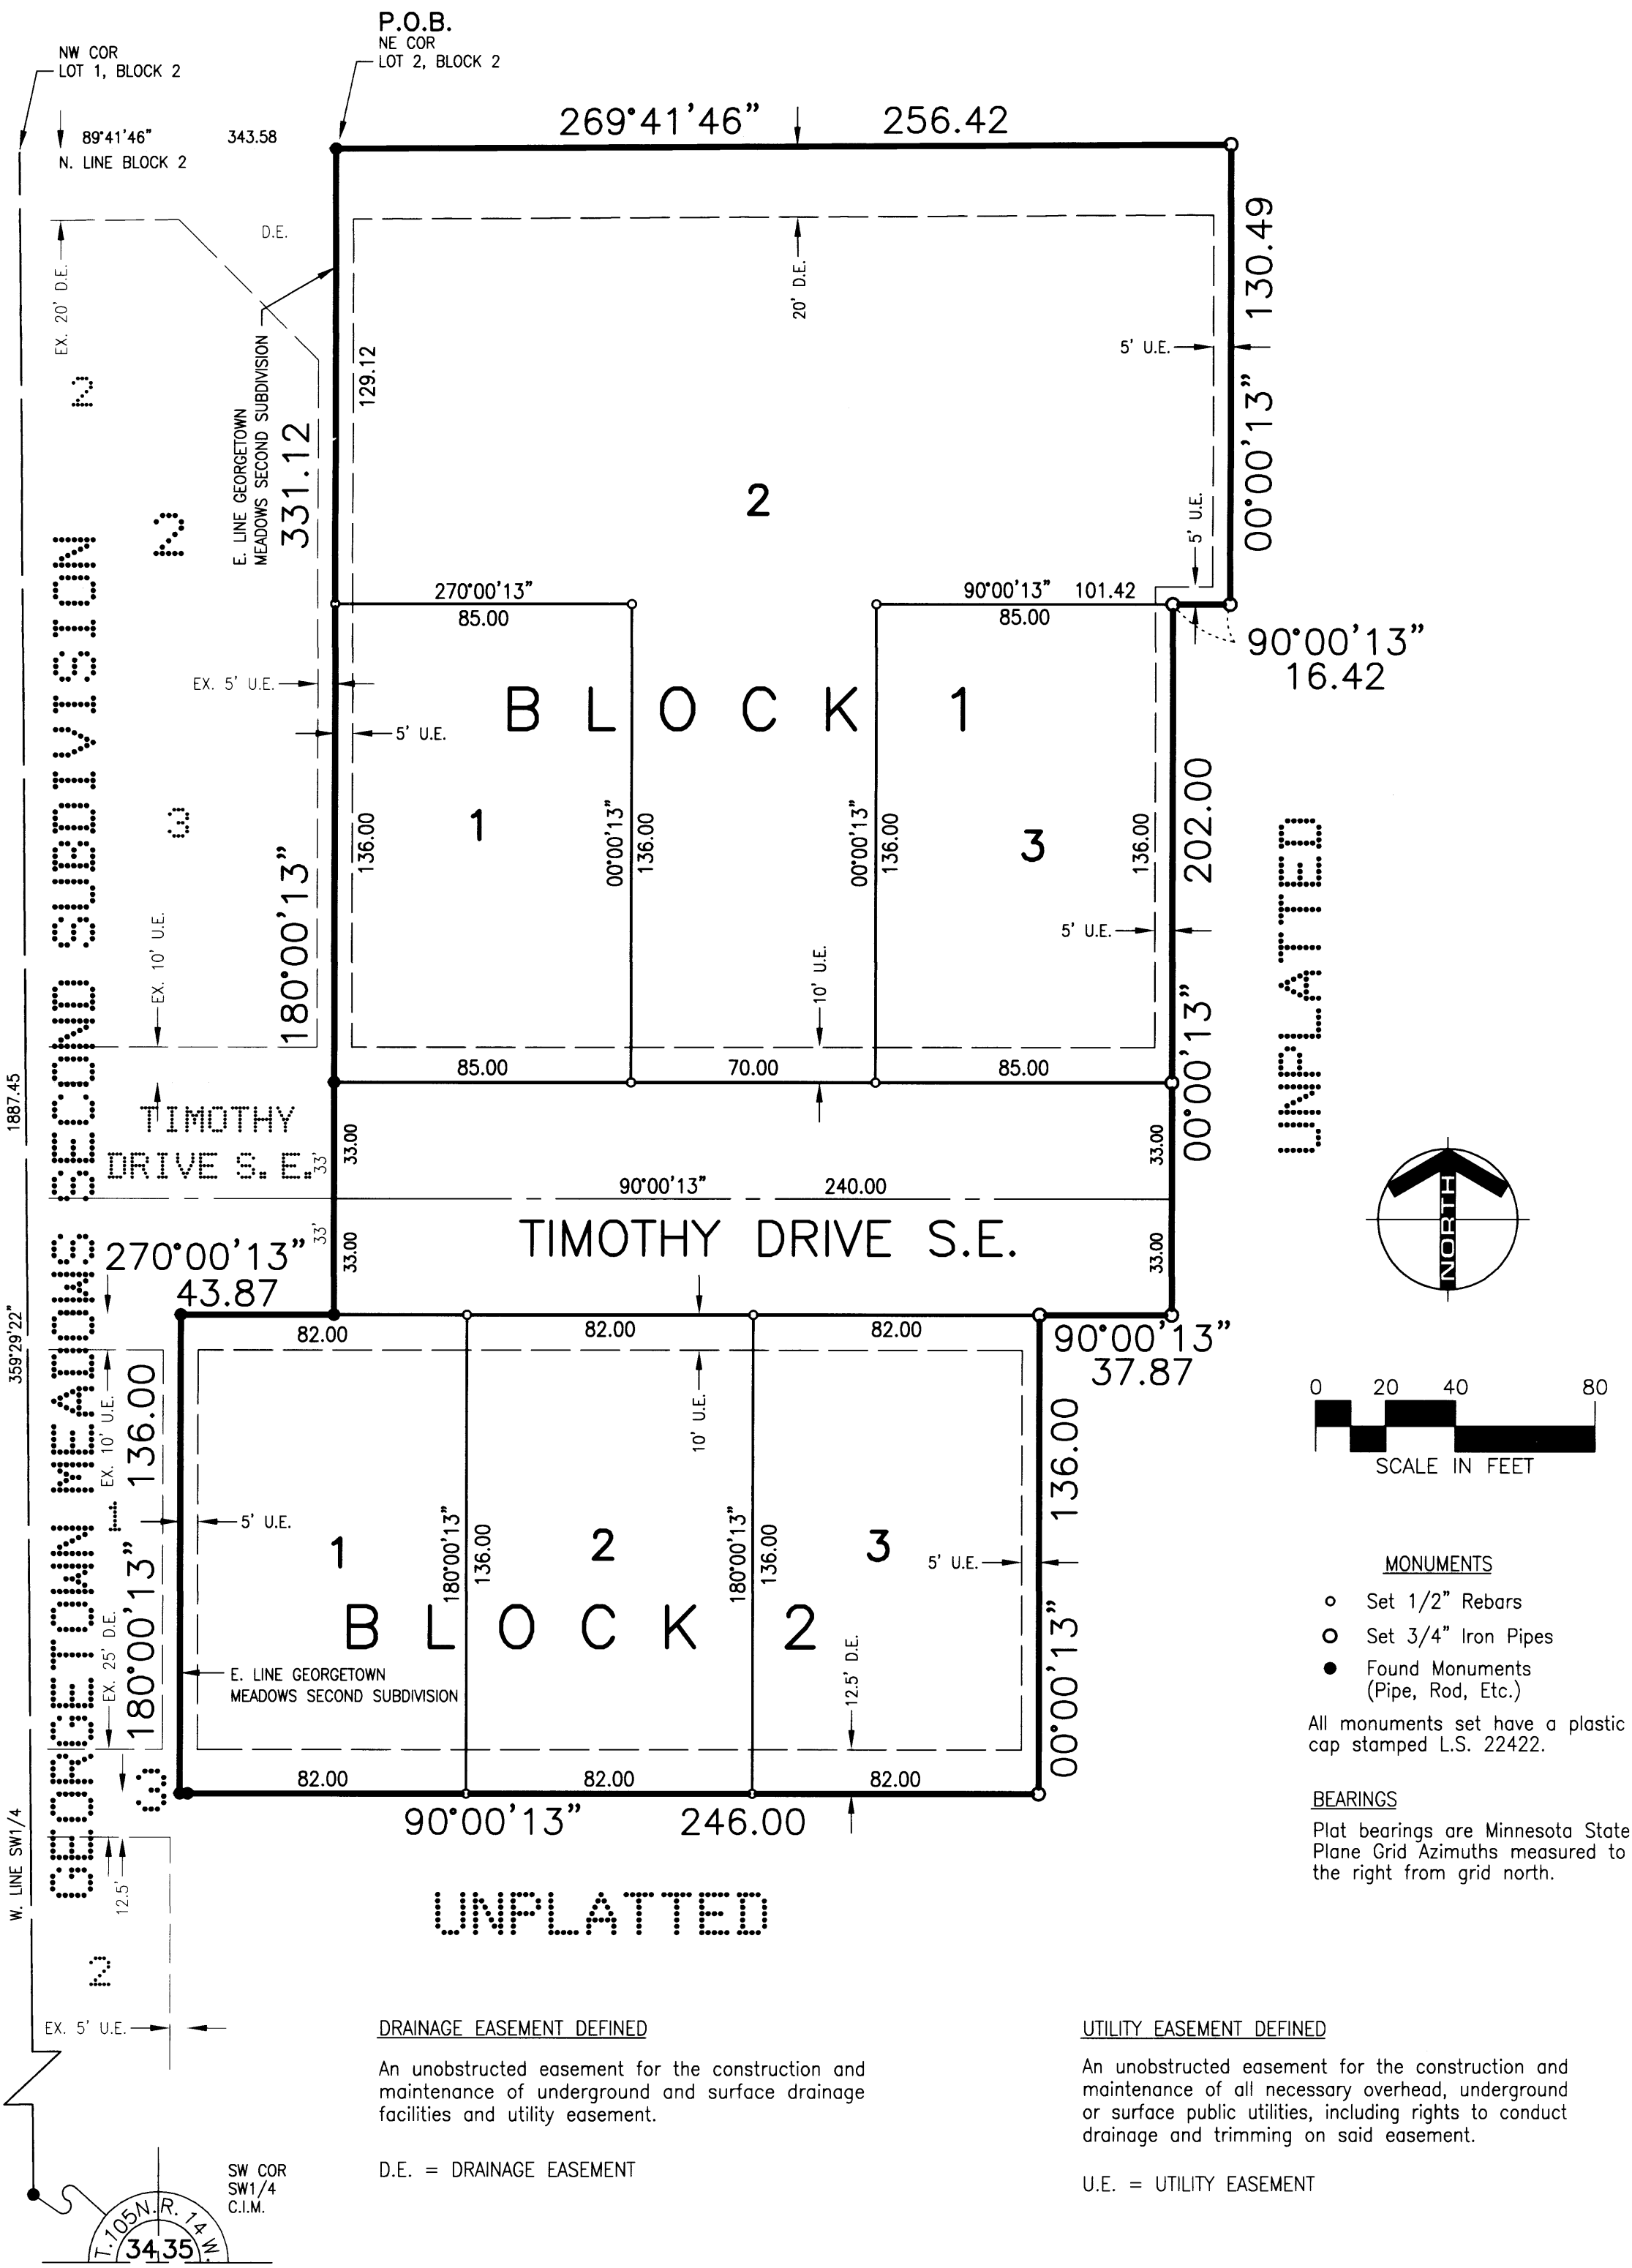 P.O.B.
NE COR
LOT 2, BLOCK 2
NW COR
LOT 1, BLOCK 2
89°41'46" 343.58
N. LINE BLOCK 2
269°41'46" 256.42
D.E.
EX. 20' D.E.
20' D.E.
130.49
00°00'13"
5' U.E.
5' U.E.
2
2
E. LINE GEORGETOWN
MEADOWS SECOND SUBDIVISION
129.12
331.12
2
270°00'13"
85.00
90°00'13" 101.42
85.00
90°00'13"
16.42
EX. 5' U.E.
5' U.E.
BLOCK 1
3
1
136.00
00°00'13"
136.00
00°00'13"
136.00
3
136.00
202.00
180°00'13"
EX. 10' U.E.
10' U.E.
5' U.E.
00°00'13"
UNPLATTED
85.00
70.00
85.00
TIMOTHY
DRIVE S. E.
33'
33'
33.00
33.00
33.00
33.00
90°00'13" 240.00
TIMOTHY DRIVE S.E.
NORTH
270°00'13"
43.87
82.00
82.00
82.00
90°00'13"
37.87
1887.45
359°29'22"
W. LINE SW1/4
GEORGETOWN MEADOWS SECOND SUBDIVISION
EX. 10' U.E.
136.00
180°00'13"
1
EX. 25' D.E.
3
10' U.E.
5' U.E.
1
180°00'13"
136.00
2
180°00'13"
136.00
3
5' U.E.
136.00
00°00'13"
BLOCK 2
E. LINE GEORGETOWN
MEADOWS SECOND SUBDIVISION
12.5' D.E.
82.00
82.00
82.00
90°00'13" 246.00
12.5'
2
EX. 5' U.E.
UNPLATTED
0 20 40 80
SCALE IN FEET
MONUMENTS
Set 1/2" Rebars
Set 3/4" Iron Pipes
Found Monuments
(Pipe, Rod, Etc.)
All monuments set have a plastic
cap stamped L.S. 22422.
BEARINGS
Plat bearings are Minnesota State
Plane Grid Azimuths measured to
the right from grid north.
DRAINAGE EASEMENT DEFINED
An unobstructed easement for the construction and
maintenance of underground and surface drainage
facilities and utility easement.
D.E. = DRAINAGE EASEMENT
UTILITY EASEMENT DEFINED
An unobstructed easement for the construction and
maintenance of all necessary overhead, underground
or surface public utilities, including rights to conduct
drainage and trimming on said easement.
U.E. = UTILITY EASEMENT
SW COR
SW1/4
C.I.M.
T.105N.R. 14 W.
34 35